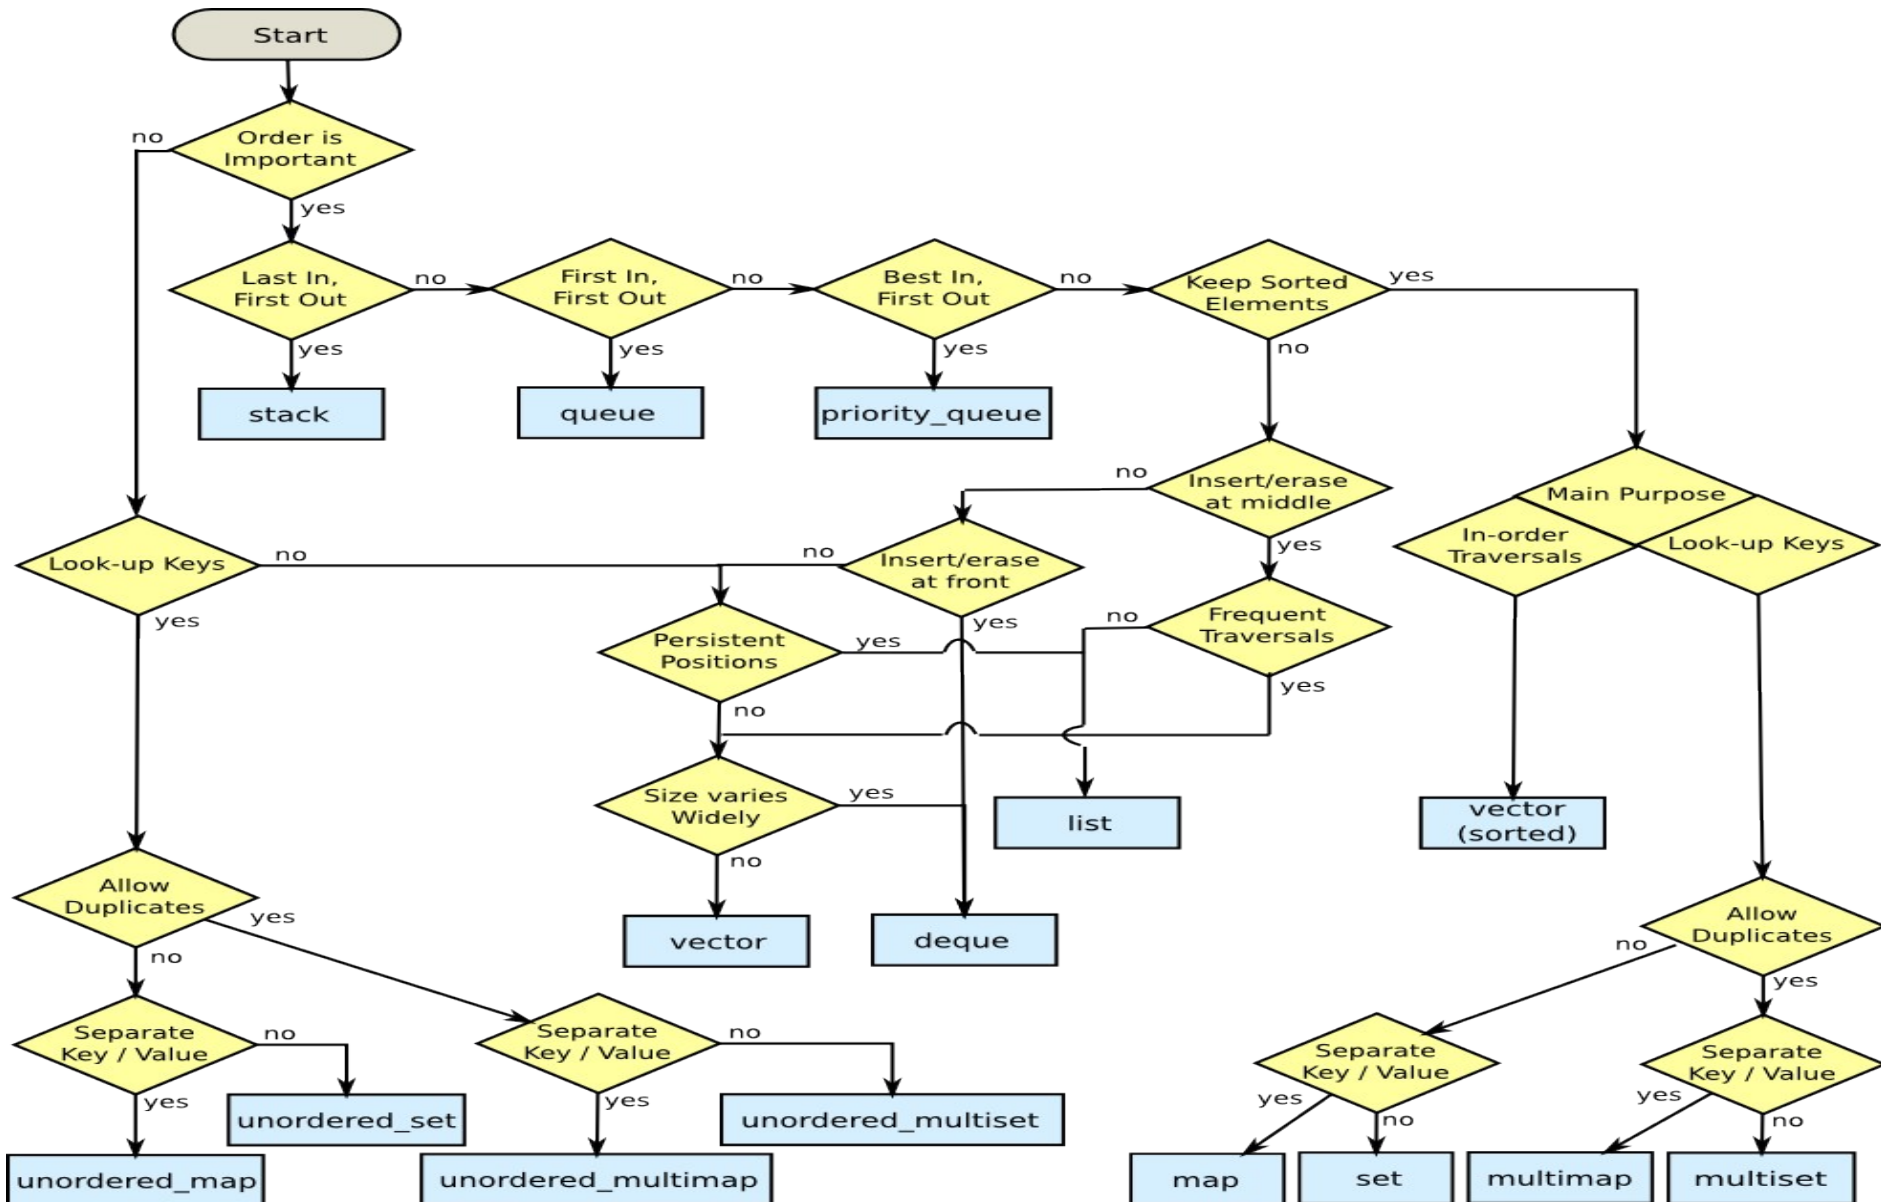 Start
no
Order is
Important
yes
Last In,
First Out
no
First In,
First Out
no
Best In,
First Out
no
Keep Sorted
Elements
yes
yes
yes
yes
no
stack
queue
priority_queue
no
Insert/erase
at middle
Main Purpose
In-order
Traversals
Look-up Keys
yes
Look-up Keys
no
no
Insert/erase
at front
yes
Persistent
Positions
yes
yes
no
Frequent
Traversals
yes
no
Size varies
Widely
yes
list
vector
(sorted)
no
vector
deque
Allow
Duplicates
yes
no
Allow
Duplicates
no
yes
Separate
Key / Value
no
yes
Separate
Key / Value
no
yes
Separate
Key / Value
yes
no
Separate
Key / Value
yes
no
unordered_set
unordered_multiset
unordered_map
unordered_multimap
map
set
multimap
multiset